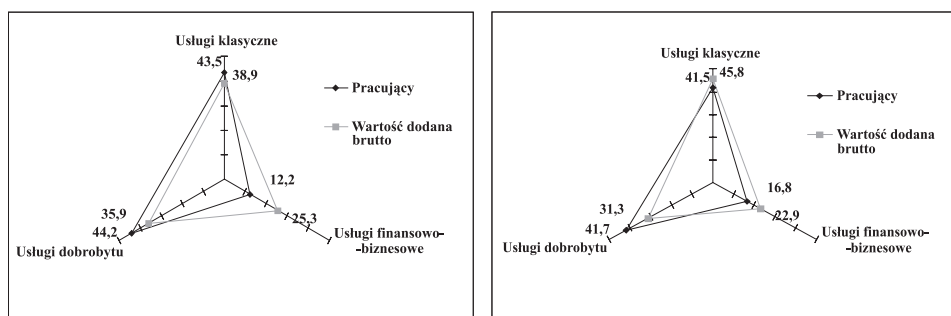 Usługi klasyczne
43,5
38,9
Pracujący
Wartość dodana
brutto
12,2
35,9
25,3
44,2
Usługi dobrobytu
Usługi finansowo-
-biznesowe
Usługi klasyczne
41,5
45,8
Pracujący
Wartość dodana
brutto
16,8
31,3
22,9
41,7
Usługi dobrobytu
Usługi finansowo-
-biznesowe